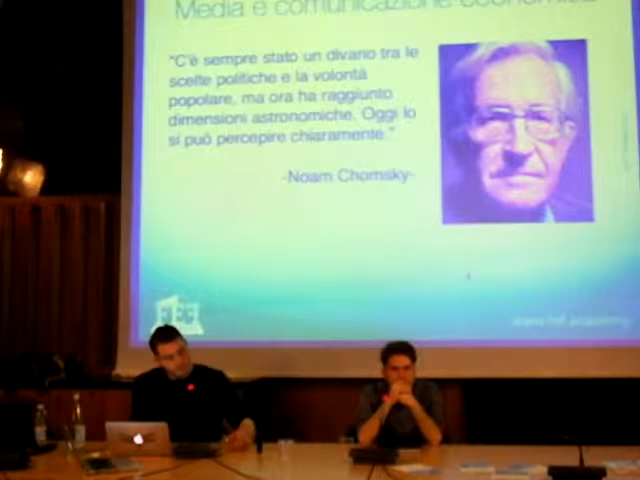 Media e comunicazione economica
"C'è sempre stato un divario tra le
scelte politiche e la volontà
popolare, ma ora ha raggiunto
dimensioni astronomiche. Oggi lo
si può percepire chiaramente."
-Noam Chomsky-
FEF
www.fef.academy